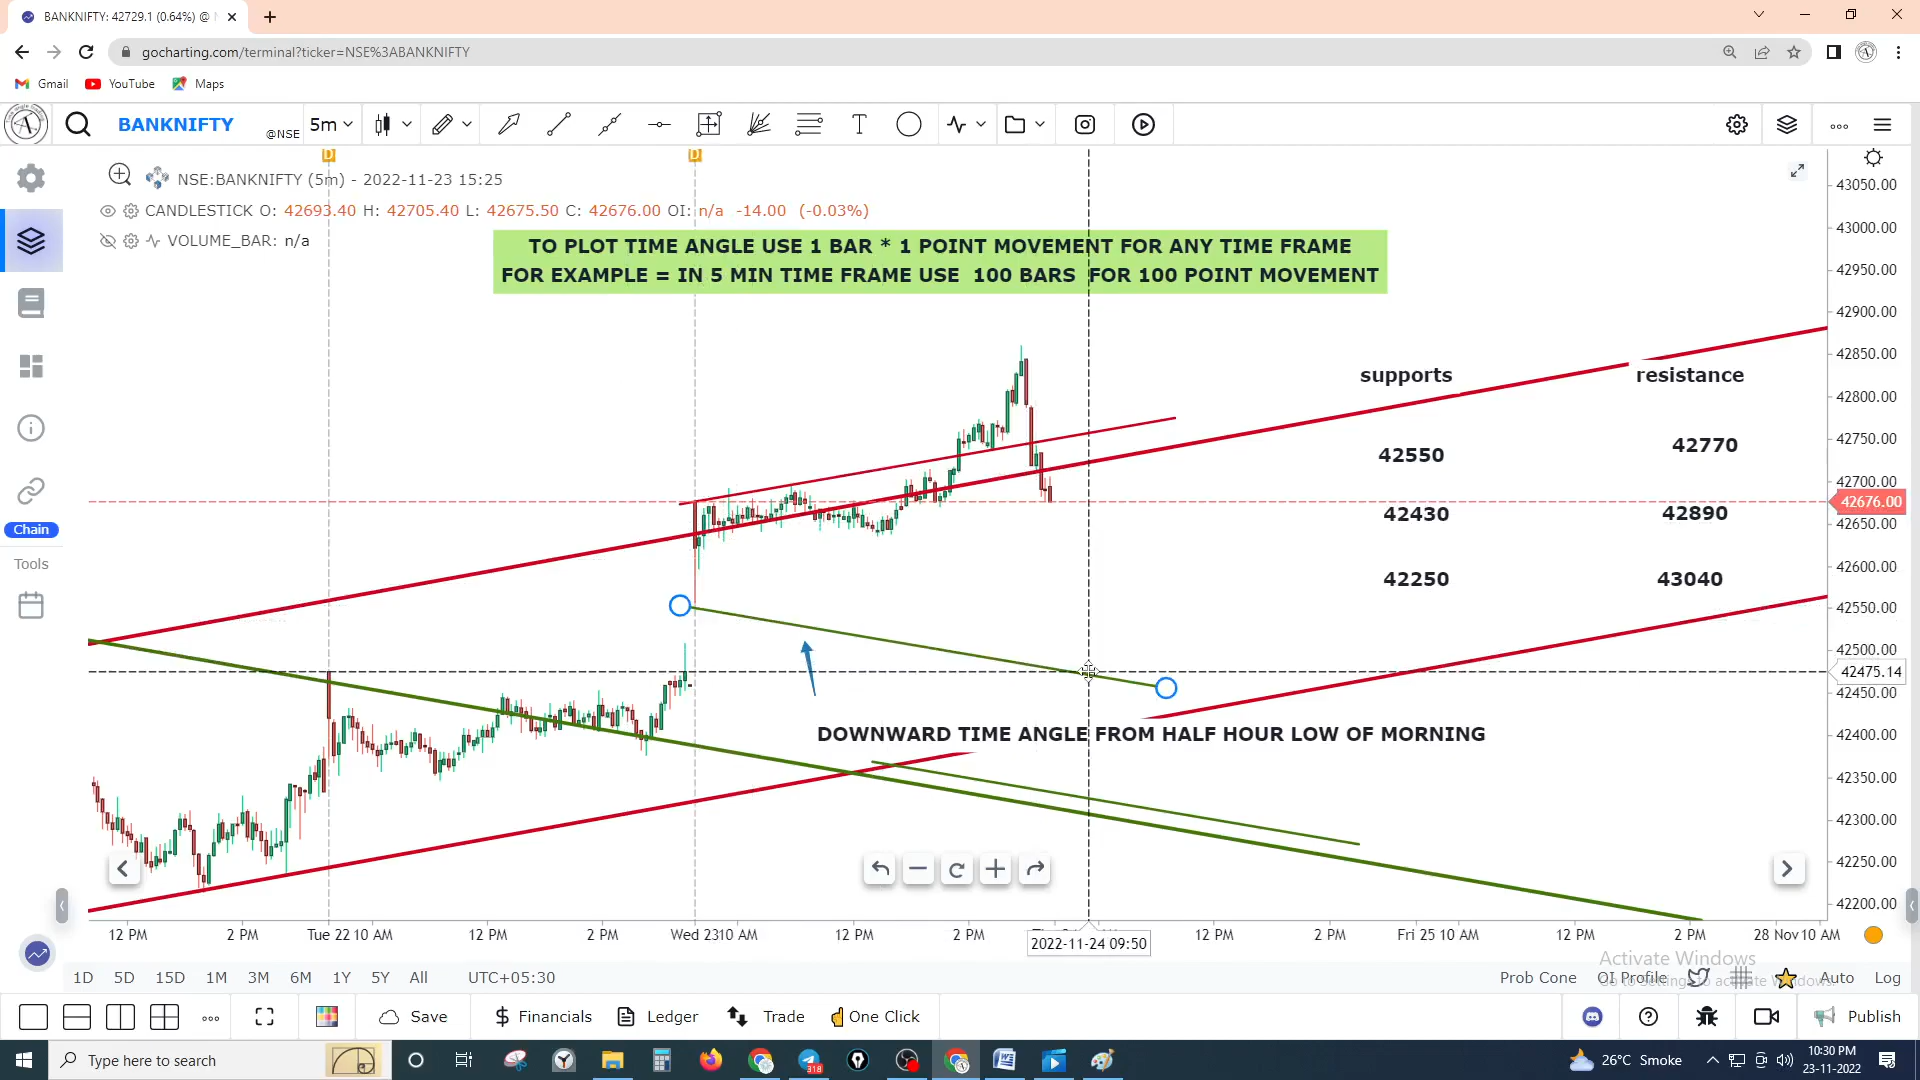 BANKNIFTY: 42729.1 (0.64%) @
gocharting.com/terminal?ticker=NSE%3ABANKNIFTY
Gmail
YouTube
Maps
BANKNIFTY
@NSE
5m
D
D
NSE:BANKNIFTY (5m) - 2022-11-23 15:25
CANDLESTICK O: 42693.40 H: 42705.40 L: 42675.50 C: 42676.00 OI: n/a -14.00 (-0.03%)
VOLUME_BAR: n/a
TO PLOT TIME ANGLE USE 1 BAR * 1 POINT MOVEMENT FOR ANY TIME FRAME
FOR EXAMPLE = IN 5 MIN TIME FRAME USE 100 BARS FOR 100 POINT MOVEMENT
supports
resistance
42550
42770
42430
42890
42250
43040
DOWNWARD TIME ANGLE FROM HALF HOUR LOW OF MORNING
43050.00
43000.00
42950.00
42900.00
42850.00
42800.00
42750.00
42700.00
42676.00
42650.00
42600.00
42550.00
42500.00
42475.14
42450.00
42400.00
42350.00
42300.00
42250.00
42200.00
Chain
Tools
12 PM
2 PM
Tue 22 10 AM
12 PM
2 PM
Wed 23 10 AM
12 PM
2 PM
2022-11-24 09:50
12 PM
2 PM
Fri 25 10 AM
12 PM
2 PM
28 Nov 10 AM
1D
5D
15D
1M
3M
6M
1Y
5Y
All
UTC+05:30
Activate Windows
Go to Settings to activate Windows.
Prob Cone
OI Profile
Auto
Log
Save
Financials
Ledger
Trade
One Click
Publish
Type here to search
318
26°C Smoke
10:30 PM
23-11-2022